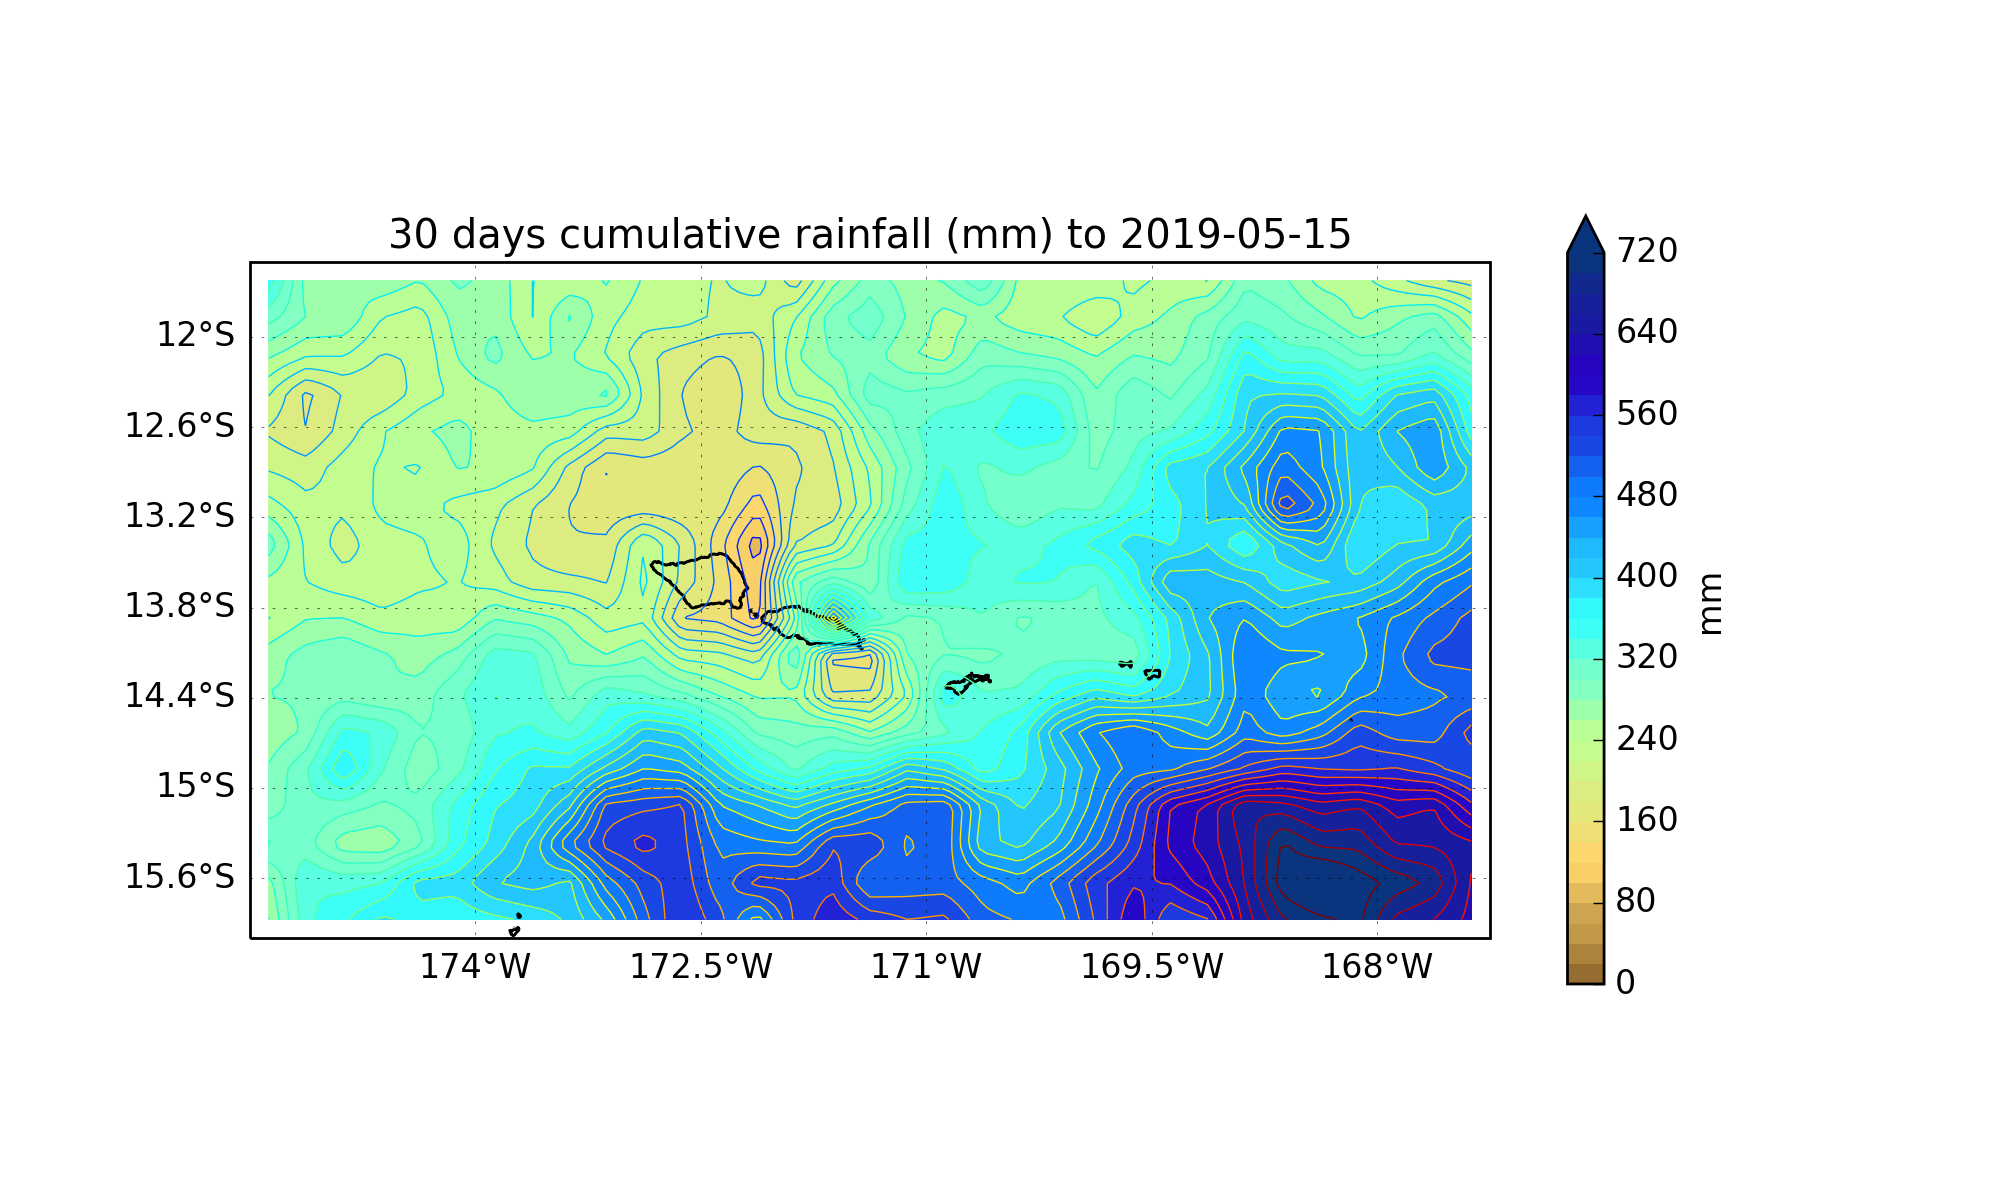 30 days cumulative rainfall (mm) to 2019-05-15
12°S
12.6°S
13.2°S
13.8°S
14.4°S
15°S
15.6°S
174°W
172.5°W
171°W
169.5°W
168°W
720
640
560
480
400
320
240
160
80
0
mm